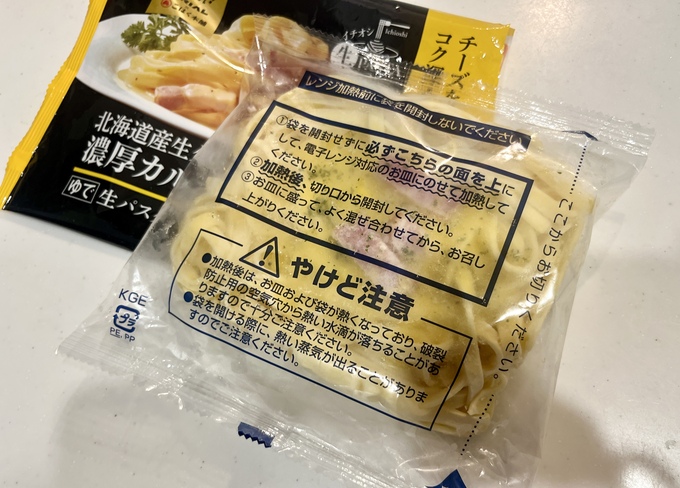 チーズ
コク
イチオシ
Ichioshi
生
北海道産生
濃厚カル
ゆで
生パス
レンジ加熱前に袋を開封しないでください
①袋を開封せずに必ずこちらの面を上に
して、電子レンジ対応のお皿にのせて加熱して
ください。
②加熱後、切り口から開封してください。
③お皿に盛って、よく混ぜ合わせてから、お召し
上がりください。
やけど注意
●加熱後は、お皿および袋が熱くなっており、破裂
防止用の空気穴から熱い水滴が落ちることがあ
りますので十分ご注意ください。
●袋を開ける際に、熱い蒸気が出ることがありま
すのでご注意ください。
ここからお切りください。
KGE
プラ
PE, PP